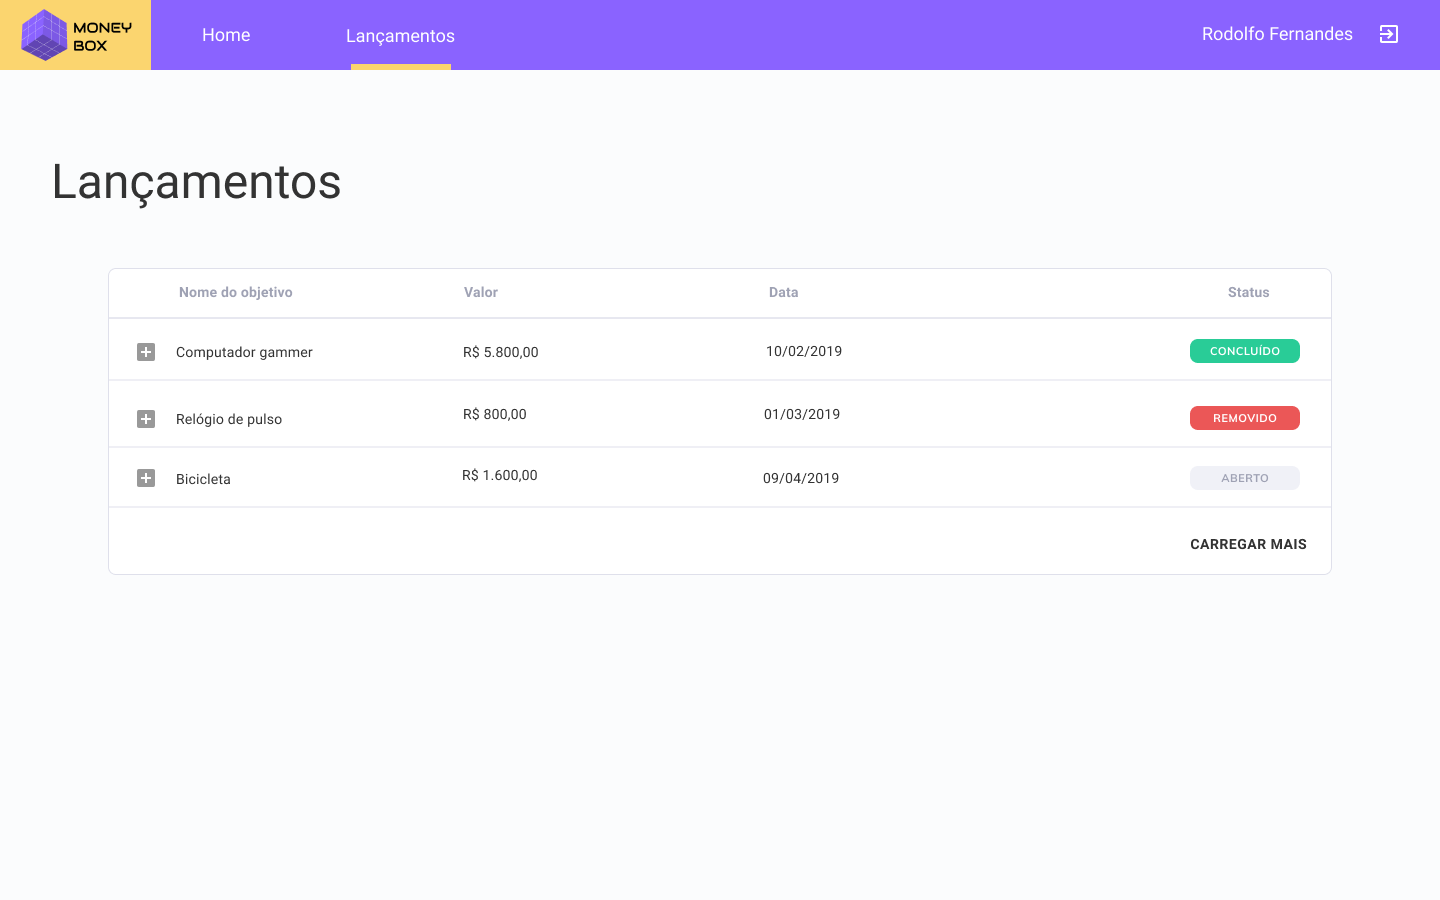 MONEY
BOX
Home
Lançamentos
Rodolfo Fernandes
Lançamentos
Nome do objetivo Valor Data Status
Computador gammer R$ 5.800,00 10/02/2019 CONCLUÍDO
Relógio de pulso R$ 800,00 01/03/2019 REMOVIDO
Bicicleta R$ 1.600,00 09/04/2019 ABERTO
CARREGAR MAIS